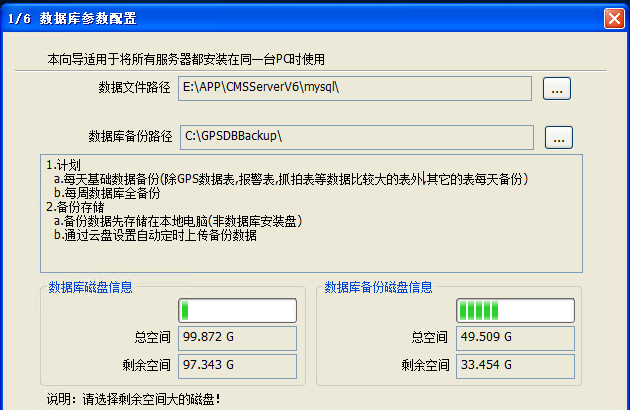 1/6 数据库参数配置
本向导适用于将所有服务器都安装在同一台PC时使用
数据文件路径 E:\APP\CMSServerV6\mysql\ ...
数据库备份路径 C:\GPSDBBackup\ ...
1.计划
a.每天基础数据备份(除GPS数据表,报警表,抓拍表等数据比较大的表外,其它的表每天备份)
b.每周数据库全备份
2.备份存储
a.备份数据先存储在本地电脑(非数据库安装盘)
b.通过云盘设置自动定时上传备份数据
数据库磁盘信息 数据库备份磁盘信息
总空间 99.872 G 总空间 49.509 G
剩余空间 97.343 G 剩余空间 33.454 G
说明：请选择剩余空间大的磁盘！